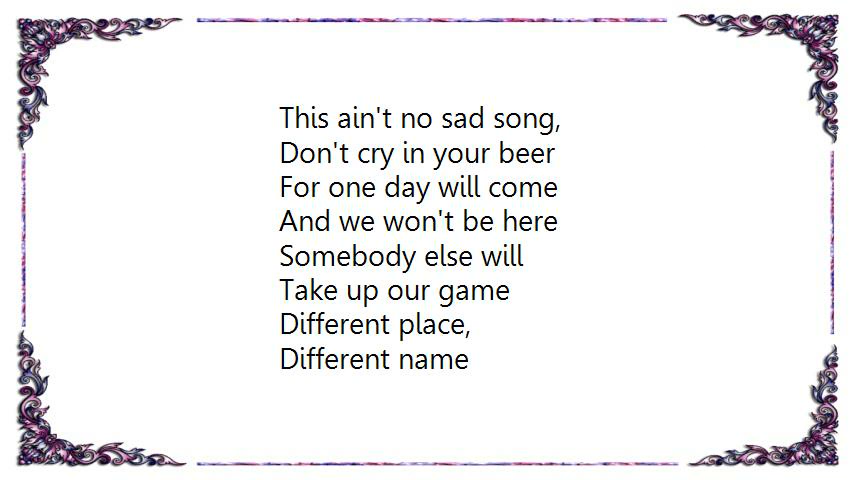 This ain't no sad song,
Don't cry in your beer
For one day will come
And we won't be here
Somebody else will
Take up our game
Different place,
Different name